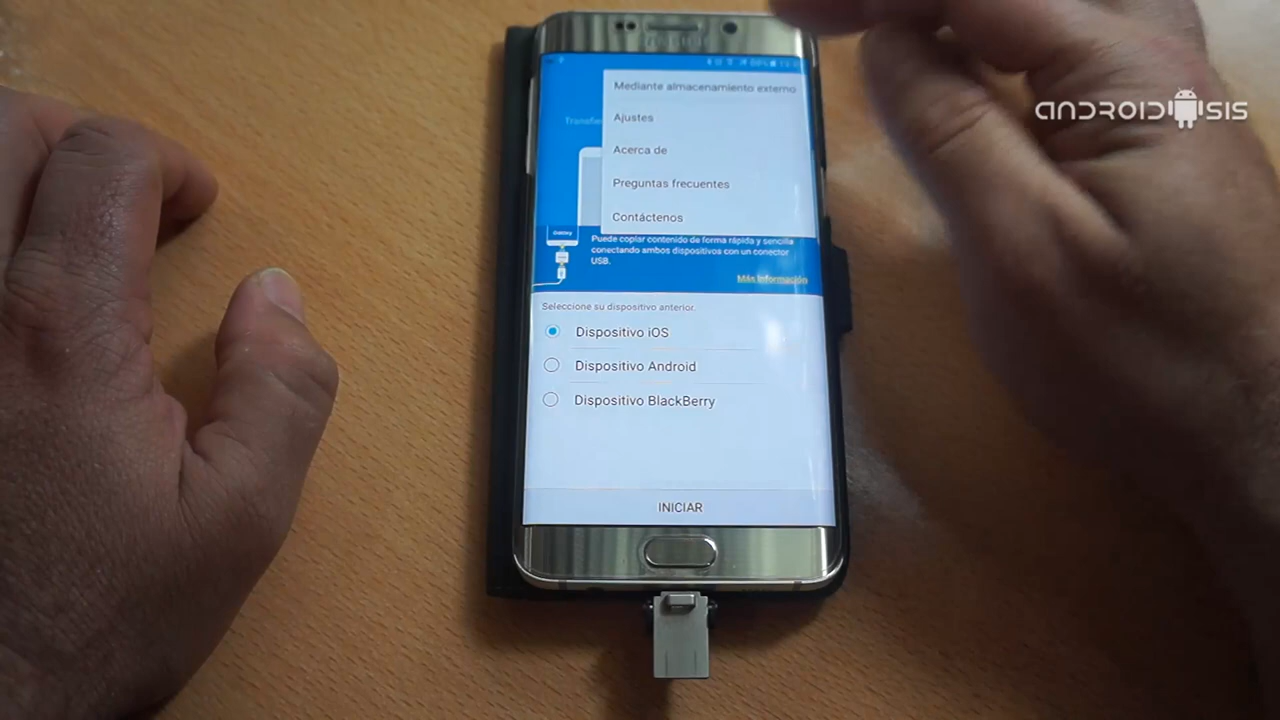 Mediante almacenamiento externo
Ajustes
Acerca de
Preguntas frecuentes
Contáctenos
Galaxy
Puede copiar contenido de forma rápida y sencilla
conectando ambos dispositivos con un conector
USB.
Más información
Seleccione su dispositivo anterior.
Dispositivo iOS
Dispositivo Android
Dispositivo BlackBerry
INICIAR
ANDROIDSIS